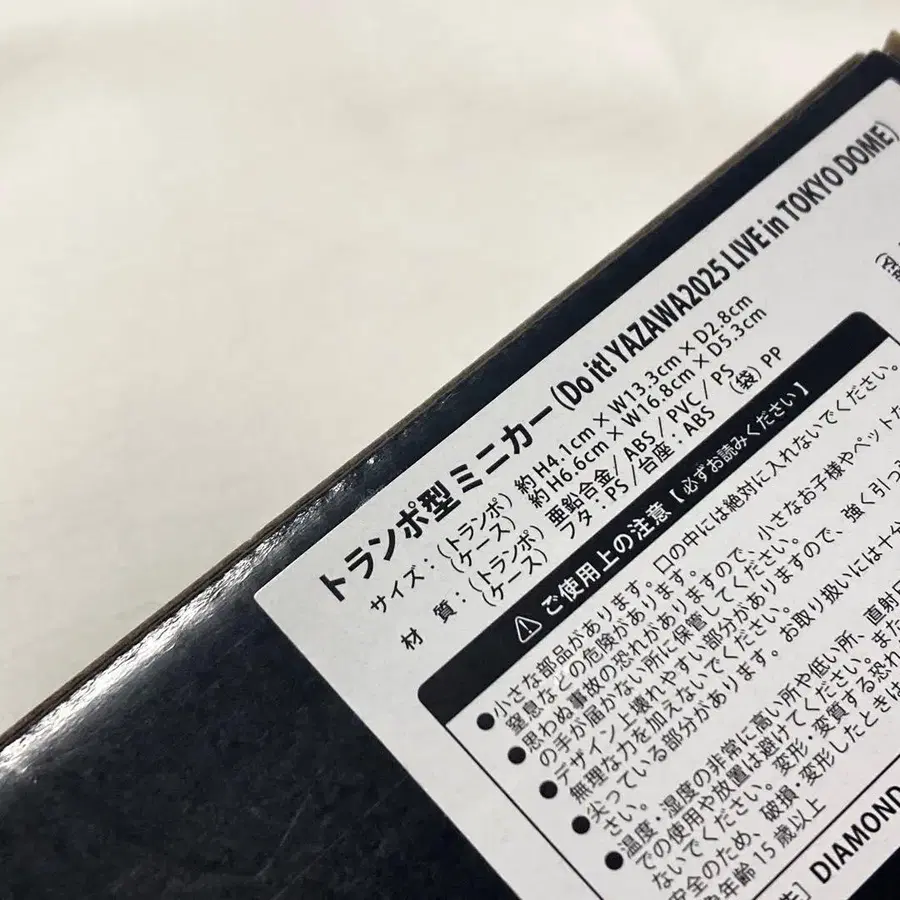 トランポ型 ミニカー (Do it! YAZAWA2025 LIVE in TOKYO DOME)
サイズ：(トランポ) 約 H4.1cm × W13.3cm × D2.8cm
(ケース) 約 H6.6cm × W16.8cm × D5.3cm
材 質：(トランポ) 亜鉛合金/ ABS / PVC / PS
(ケース) フタ：PS / 台座：ABS (袋) PP
⚠ ご使用上の注意【 必ずお読みください 】
●小さな部品があります。口の中には絶対に入れないでください。
窒息などの危険があります。
●思わぬ事故の恐れがありますので、小さなお子様やペット
の手が届かない所に保管してください。
●デザイン上壊れやすい部分がありますので、強く引っ
無理な力を加えないでください。
●尖っている部分があります。お取り扱いには十分
さい。
●温度・湿度の非常に高い所や低い所、直射
での使用や放置は避けてください。変形・変質する恐れ
ないでください。また
安全のため、破損・変形したときは
象年齢 15 歳以上
DIAMOND